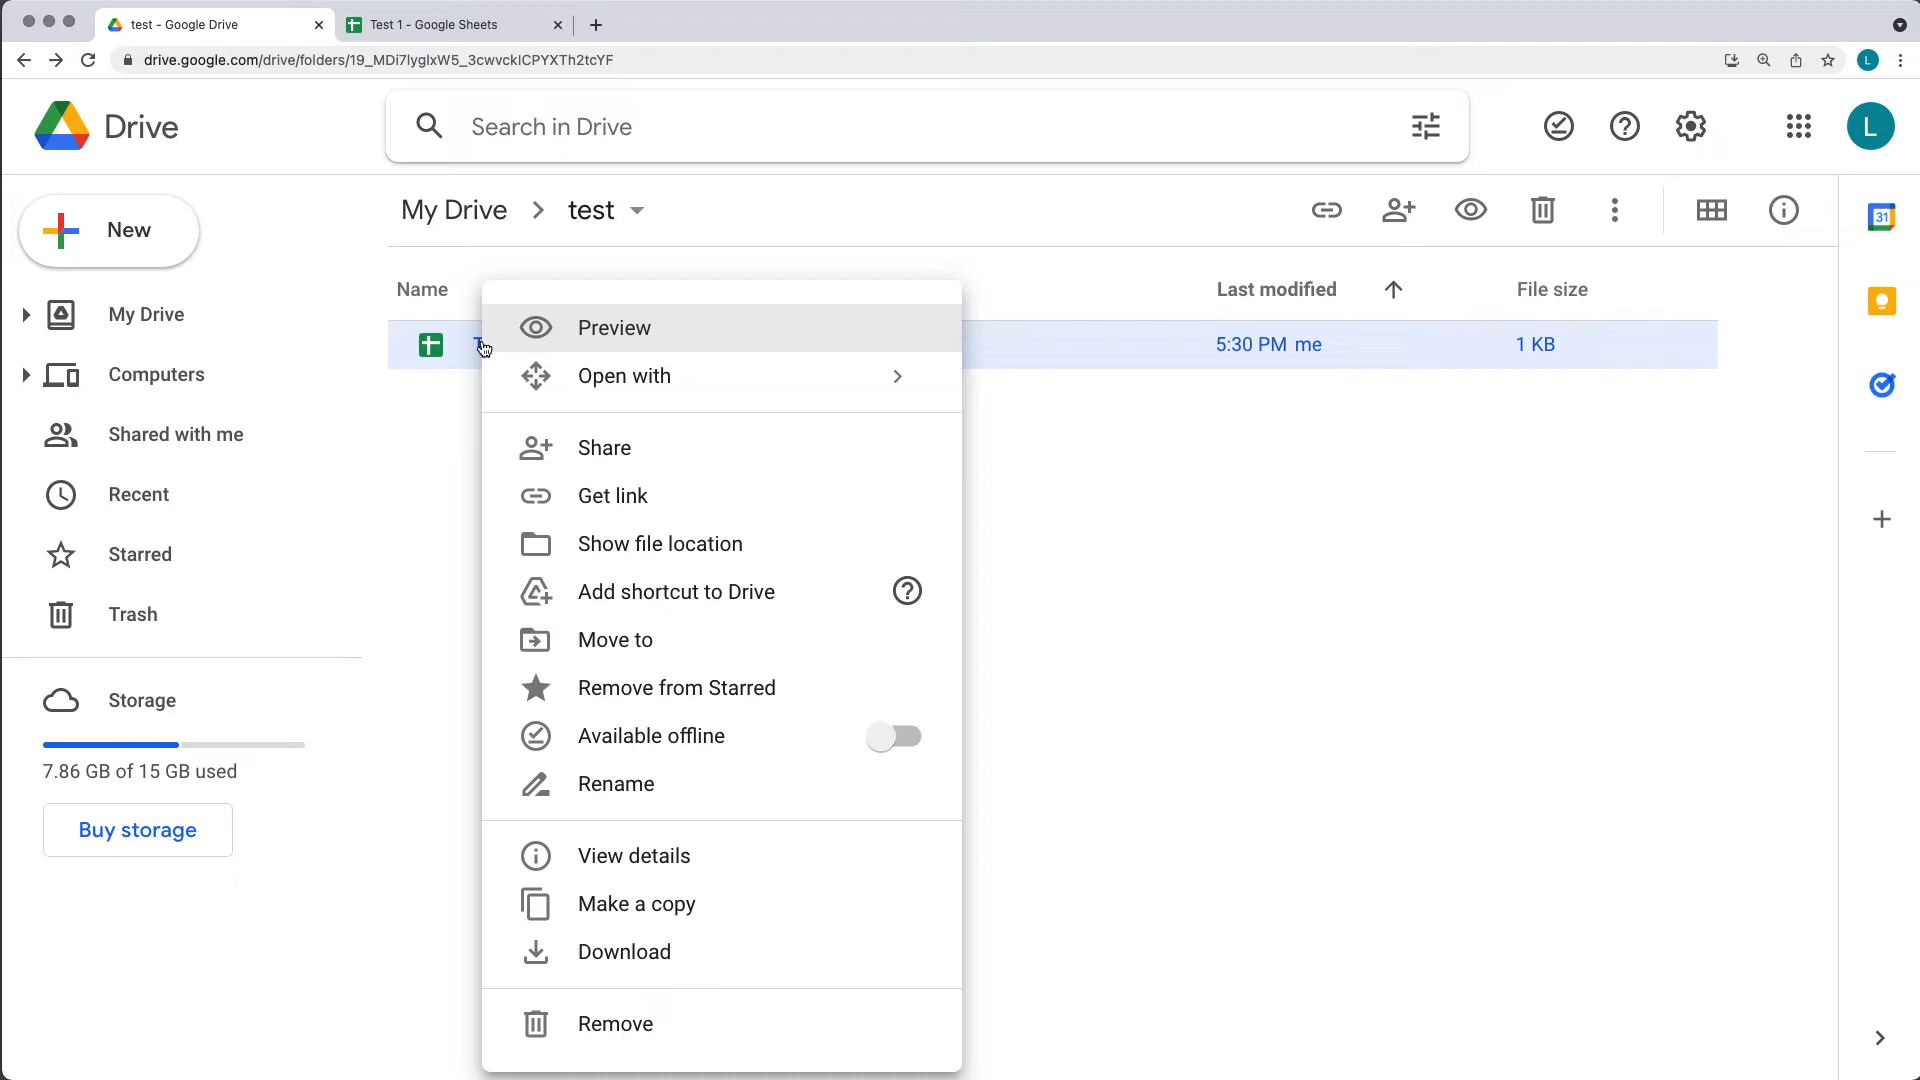 test - Google Drive
Test 1 - Google Sheets
drive.google.com/drive/folders/19_MDi7lyglxW5_3cwvcklCPYXTh2tcYF
L
Drive
Search in Drive
L
New
My Drive
Computers
Shared with me
Recent
Starred
Trash
Storage
7.86 GB of 15 GB used
Buy storage
My Drive > test
Name
Last modified
File size
5:30 PM me
1 KB
Preview
Open with
Share
Get link
Show file location
Add shortcut to Drive
Move to
Remove from Starred
Available offline
Rename
View details
Make a copy
Download
Remove
31